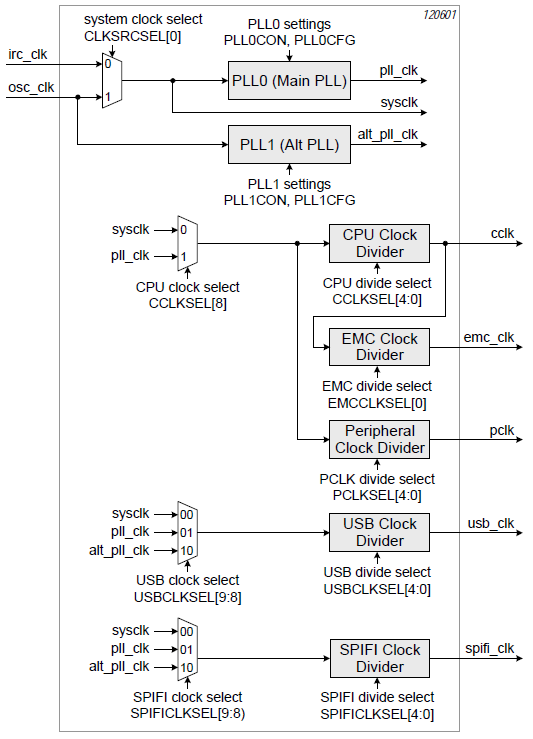 120601
system clock select
CLKSRCSEL[0]
PLL0 settings
PLL0CON, PLL0CFG
irc_clk
0
osc_clk
1
PLL0 (Main PLL)
pll_clk
sysclk
PLL1 (Alt PLL)
alt_pll_clk
PLL1 settings
PLL1CON, PLL1CFG
sysclk
0
pll_clk
1
CPU clock select
CCLKSEL[8]
CPU Clock
Divider
cclk
CPU divide select
CCLKSEL[4:0]
EMC Clock
Divider
emc_clk
EMC divide select
EMCCLKSEL[0]
Peripheral
Clock Divider
pclk
PCLK divide select
PCLKSEL[4:0]
sysclk
00
pll_clk
01
alt_pll_clk
10
USB clock select
USBCLKSEL[9:8]
USB Clock
Divider
usb_clk
USB divide select
USBCLKSEL[4:0]
sysclk
00
pll_clk
01
alt_pll_clk
10
SPIFI clock select
SPIFICLKSEL[9:8)
SPIFI Clock
Divider
spifi_clk
SPIFI divide select
SPIFICLKSEL[4:0]